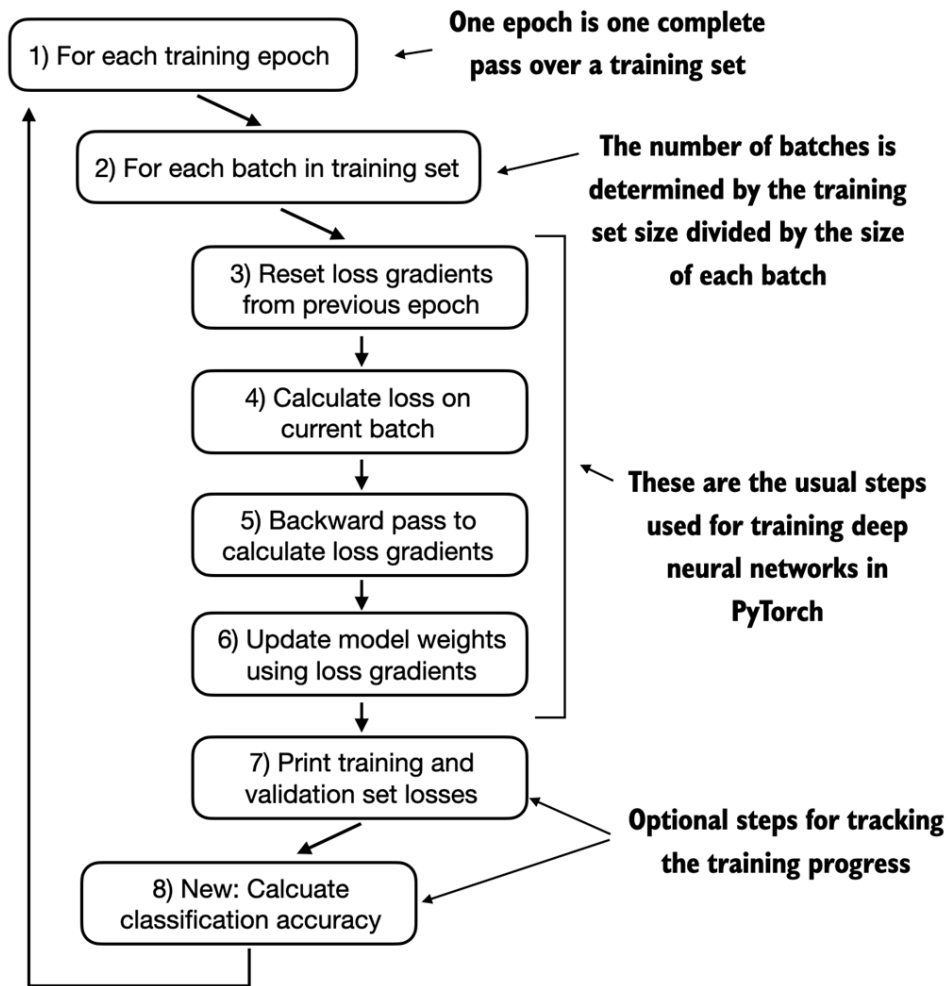 1) For each training epoch
One epoch is one complete
pass over a training set
2) For each batch in training set
The number of batches is
determined by the training
set size divided by the size
of each batch
3) Reset loss gradients
from previous epoch
4) Calculate loss on
current batch
5) Backward pass to
calculate loss gradients
These are the usual steps
used for training deep
neural networks in
PyTorch
6) Update model weights
using loss gradients
7) Print training and
validation set losses
Optional steps for tracking
the training progress
8) New: Calcuate
classification accuracy